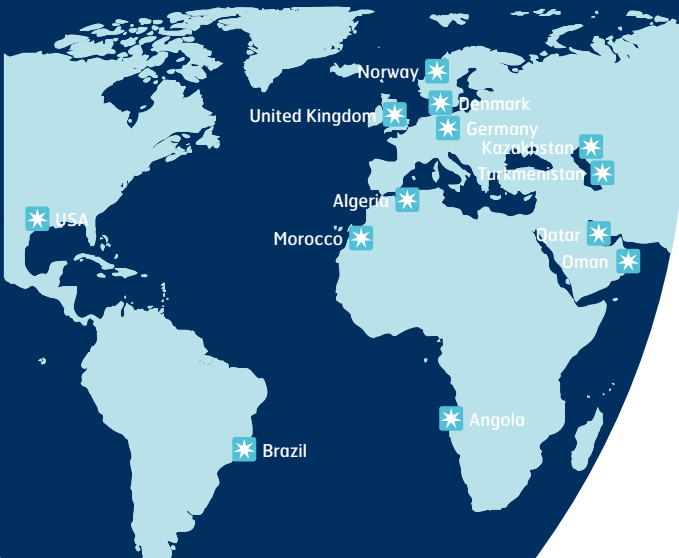 Norway
Denmark
United Kingdom
Germany
Kazakhstan
Turkmenistan
Algeria
USA
Morocco
Qatar
Oman
Angola
Brazil